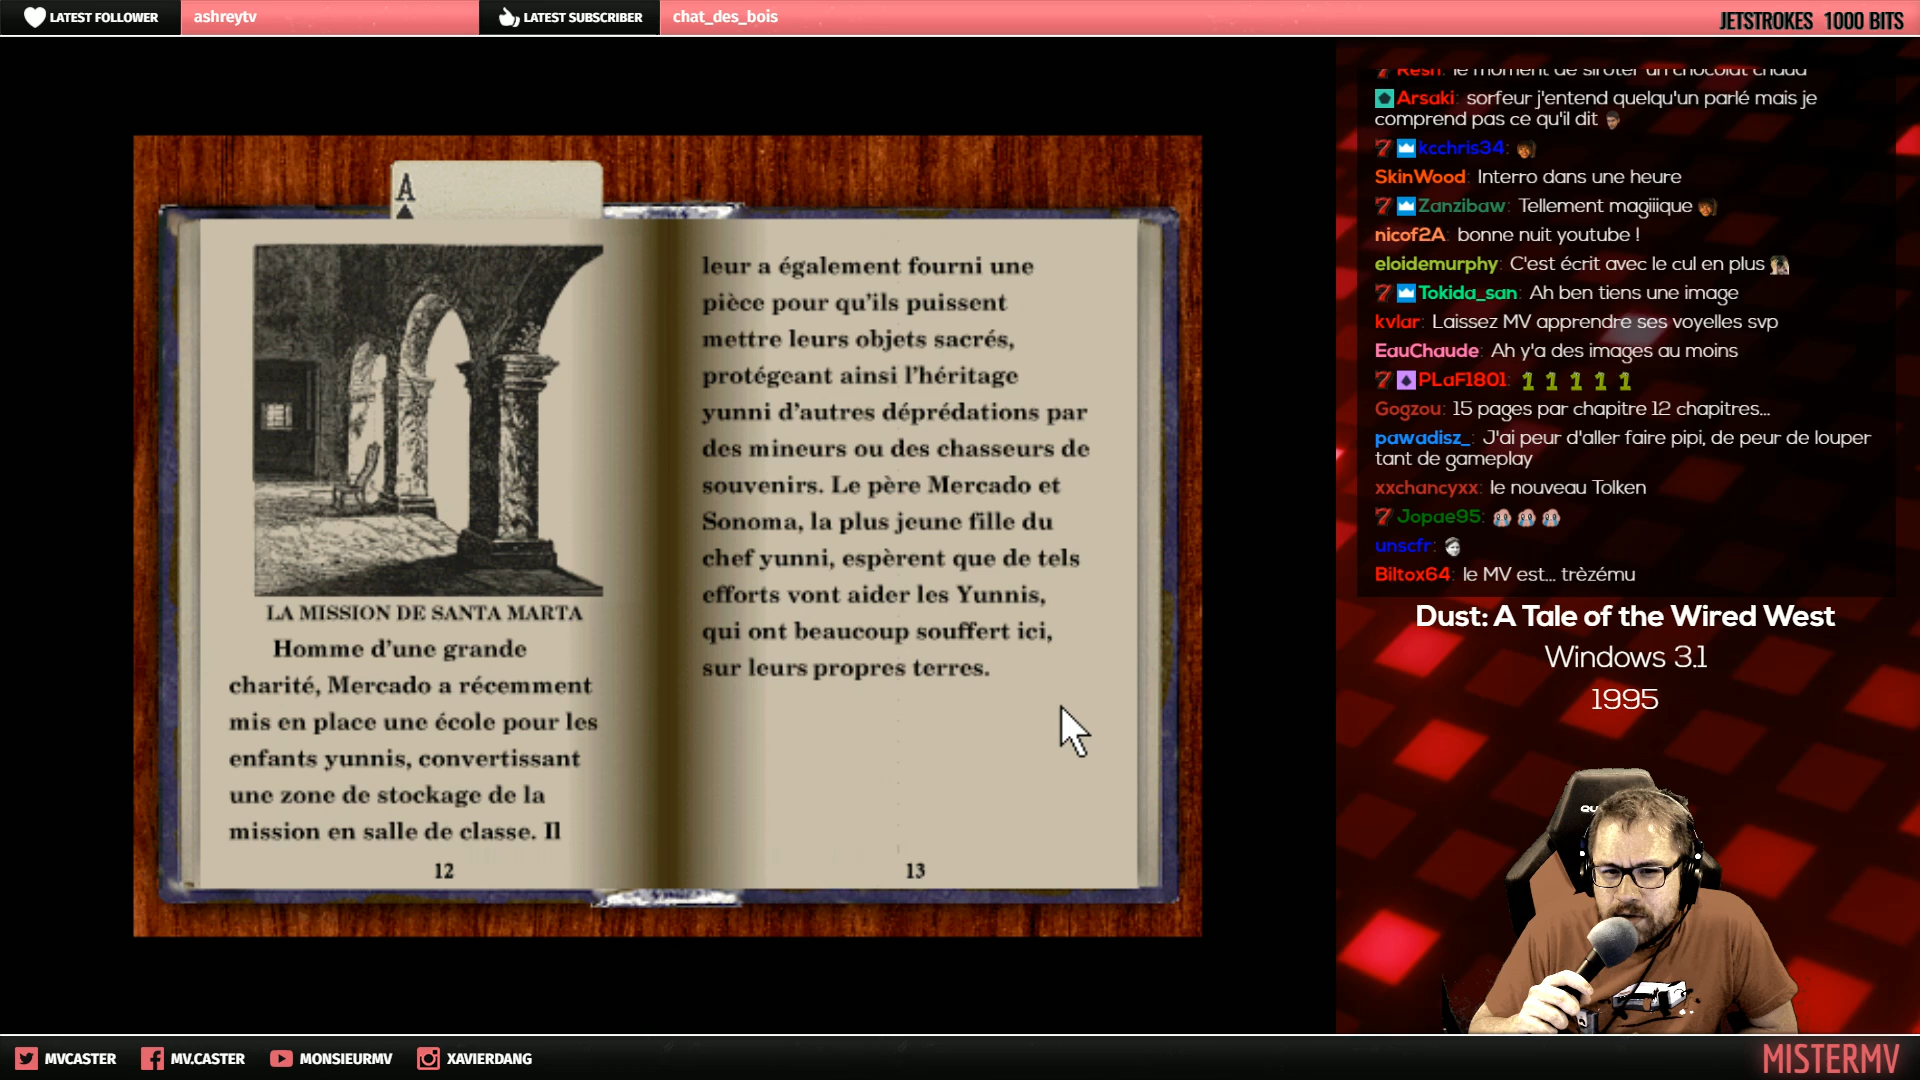 LATEST FOLLOWER
ashreytv
LATEST SUBSCRIBER
chat_des_bois
JETSTROKES 1000 BITS
A
LA MISSION DE SANTA MARTA
Homme d'une grande
charité, Mercado a récemment
mis en place une école pour les
enfants yunnis, convertissant
une zone de stockage de la
mission en salle de classe. Il
12
leur a également fourni une
pièce pour qu'ils puissent
mettre leurs objets sacrés,
protégeant ainsi l'héritage
yunni d'autres déprédations par
des mineurs ou des chasseurs de
souvenirs. Le père Mercado et
Sonoma, la plus jeune fille du
chef yunni, espèrent que de tels
efforts vont aider les Yunnis,
qui ont beaucoup souffert ici,
sur leurs propres terres.
13
Resh: le moment de siroter un chocolat chaud
Arsaki: sorfeur j'entend quelqu'un parlé mais je
comprend pas ce qu'il dit
kcchris34:
SkinWood: Interro dans une heure
Zanzibaw: Tellement magiiique
nicof2A: bonne nuit youtube !
eloidemurphy: C'est écrit avec le cul en plus
Tokida_san: Ah ben tiens une image
kvlar: Laissez MV apprendre ses voyelles svp
EauChaude: Ah y'a des images au moins
PLaF1801: 1 1 1 1 1
Gogzou: 15 pages par chapitre 12 chapitres...
pawadisz_: J'ai peur d'aller faire pipi, de peur de louper
tant de gameplay
xxchancyxx: le nouveau Tolken
Jopae95:
unscfr:
Biltox64: le MV est... trèzému
Dust: A Tale of the Wired West
Windows 3.1
1995
MVCASTER
MV.CASTER
MONSIEURMV
XAVIERDANG
MISTERMV